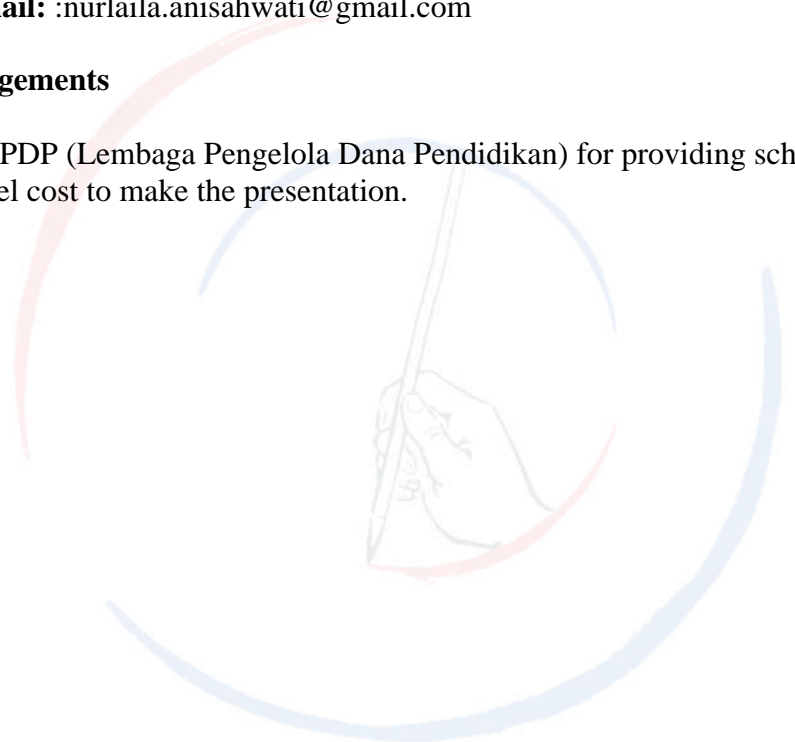 ail: :nurlaila.anisahwati@gmail.com
gements
PDP (Lembaga Pengelola Dana Pendidikan) for providing sch
el cost to make the presentation.